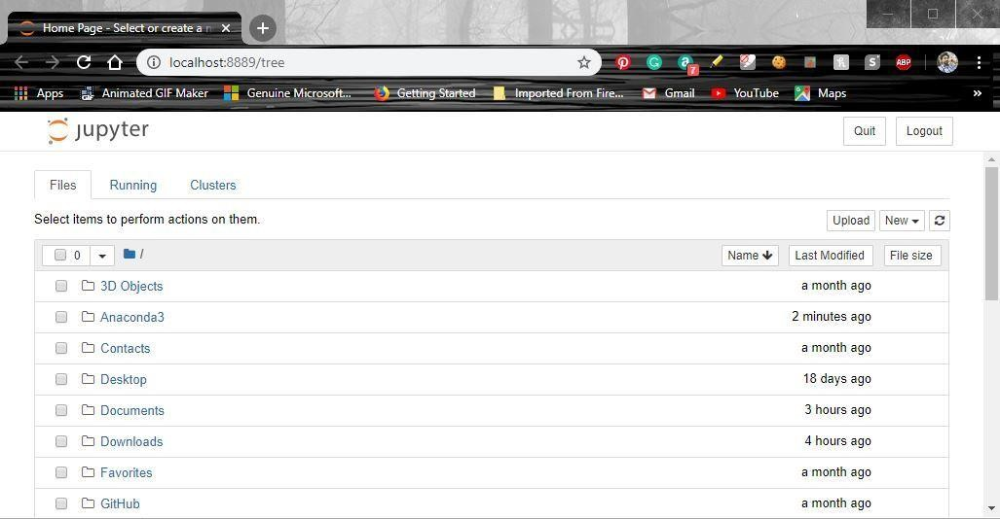 Home Page - Select or create a n
localhost:8889/tree
7
ABP
Apps Animated GIF Maker Genuine Microsoft... Getting Started Imported From Fire... Gmail YouTube Maps »
jupyter Quit Logout
Files Running Clusters
Select items to perform actions on them. Upload New
0 / Name Last Modified File size
3D Objects a month ago
Anaconda3 2 minutes ago
Contacts a month ago
Desktop 18 days ago
Documents 3 hours ago
Downloads 4 hours ago
Favorites a month ago
GitHub a month ago